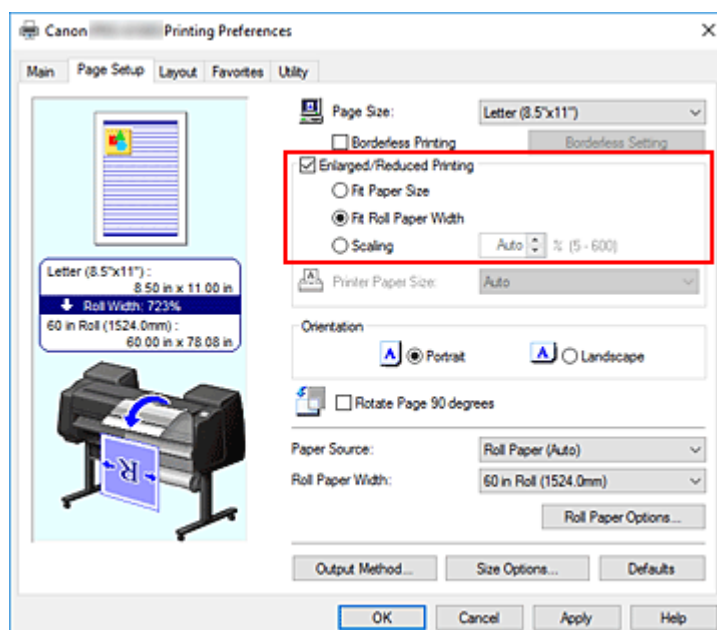 Canon Printing Preferences
Main Page Setup Layout Favorites Utility
Page Size: Letter (8.5"x11")
Borderless Printing Borderless Setting
Enlarged/Reduced Printing
Fit Paper Size
Fit Roll Paper Width
Scaling Auto % (5 - 600)
Printer Paper Size: Auto
Letter (8.5"x11") :
8.50 in x 11.00 in
Roll Width: 723%
60 in Roll (1524.0mm) :
60.00 in x 78.08 in
Orientation
A Portrait A Landscape
Rotate Page 90 degrees
R
Paper Source: Roll Paper (Auto)
Roll Paper Width: 60 in Roll (1524.0mm)
Roll Paper Options...
Output Method... Size Options... Defaults
OK Cancel Apply Help